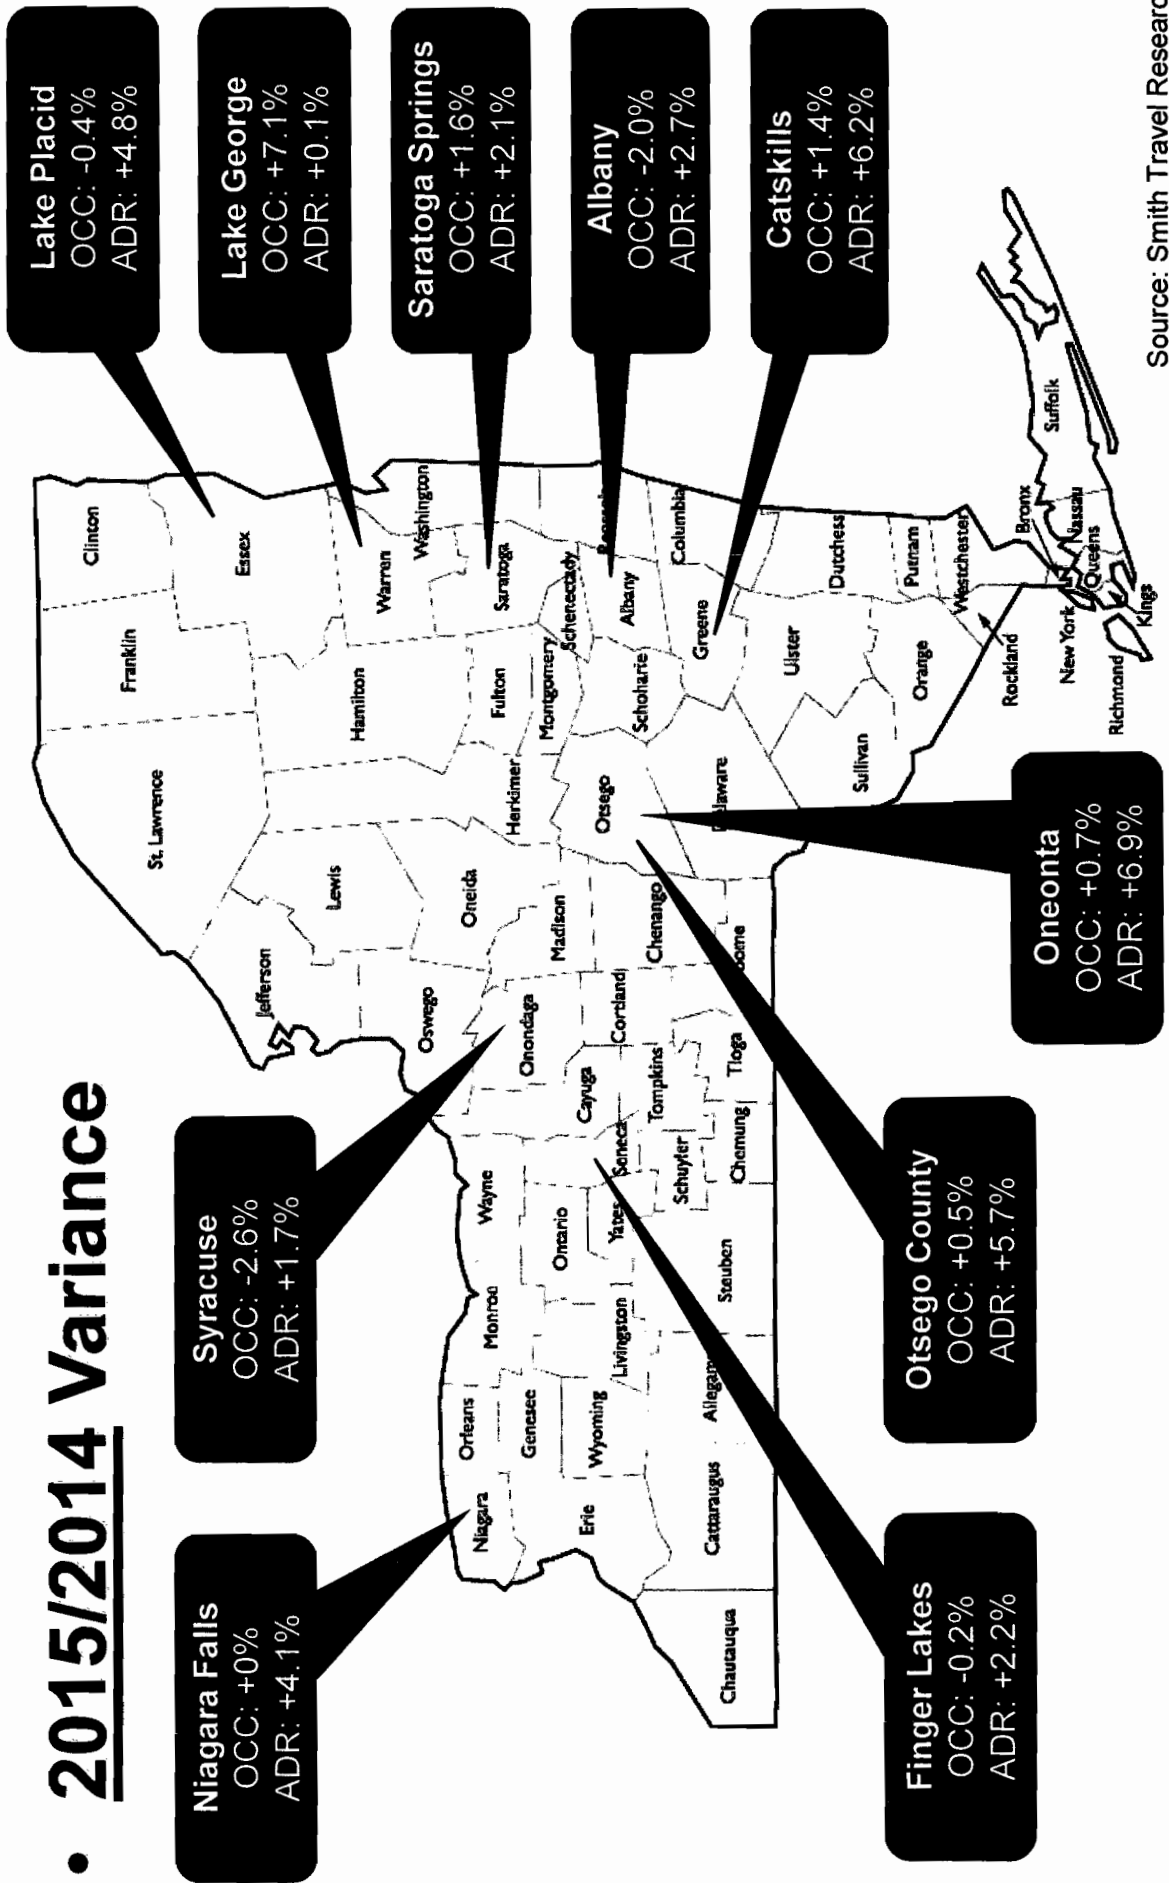 • 2015/2014 Variance
Niagara Falls
OCC: +0%
ADR: +4.1%
Syracuse
OCC: -2.6%
ADR: +1.7%
Lake Placid
OCC: -0.4%
ADR: +4.8%
Lake George
OCC: +7.1%
ADR: +0.1%
Saratoga Springs
OCC: +1.6%
ADR: +2.1%
Albany
OCC: -2.0%
ADR: +2.7%
Catskills
OCC: +1.4%
ADR: +6.2%
Finger Lakes
OCC: -0.2%
ADR: +2.2%
Otsego County
OCC: +0.5%
ADR: +5.7%
Oneonta
OCC: +0.7%
ADR: +6.9%
Clinton
Franklin
St. Lawrence
Essex
Jefferson
Lewis
Hamilton
Warren
Washington
Oswego
Oneida
Herkimer
Fulton
Saratoga
Niagara
Orleans
Monroe
Wayne
Onondaga
Madison
Montgomery
Schenectady
Genesee
Erie
Wyoming
Livingston
Ontario
Yates
Seneca
Cayuga
Cortland
Chenango
Otsego
Schoharie
Albany
Columbia
Greene
Tompkins
Schuyler
Chautauqua
Cattaraugus
Steuben
Chemung
Tioga
Ulster
Dutchess
Sullivan
Orange
Putnam
Westchester
Rockland
Bronx
New York
Nassau
Queens
Kings
Richmond
Suffolk
Source: Smith Travel Researc